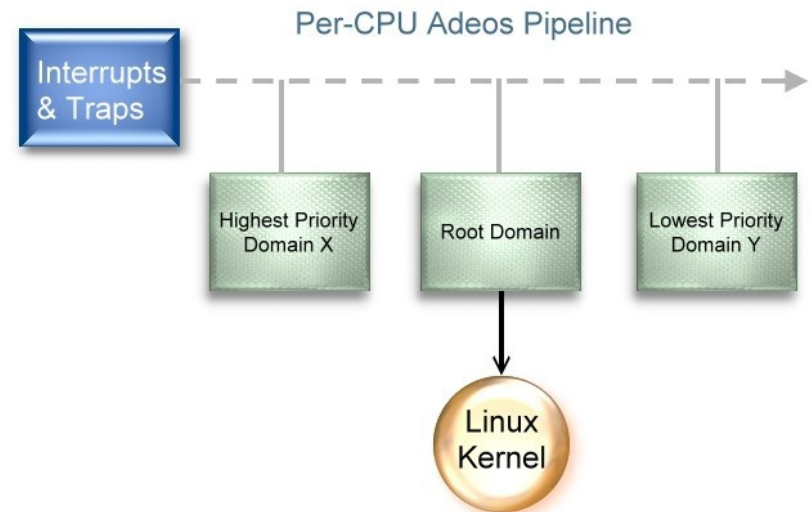 Per-CPU Adeos Pipeline
Interrupts
& Traps
Highest Priority
Domain X
Root Domain
Lowest Priority
Domain Y
Linux
Kernel